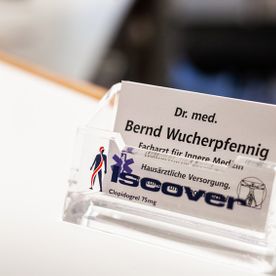 Dr. med.
Bernd Wucherpfennig
Facharzt für Innere Medizin
Hausärztliche Versorgung,
Iscover
Clopidogrel 75mg